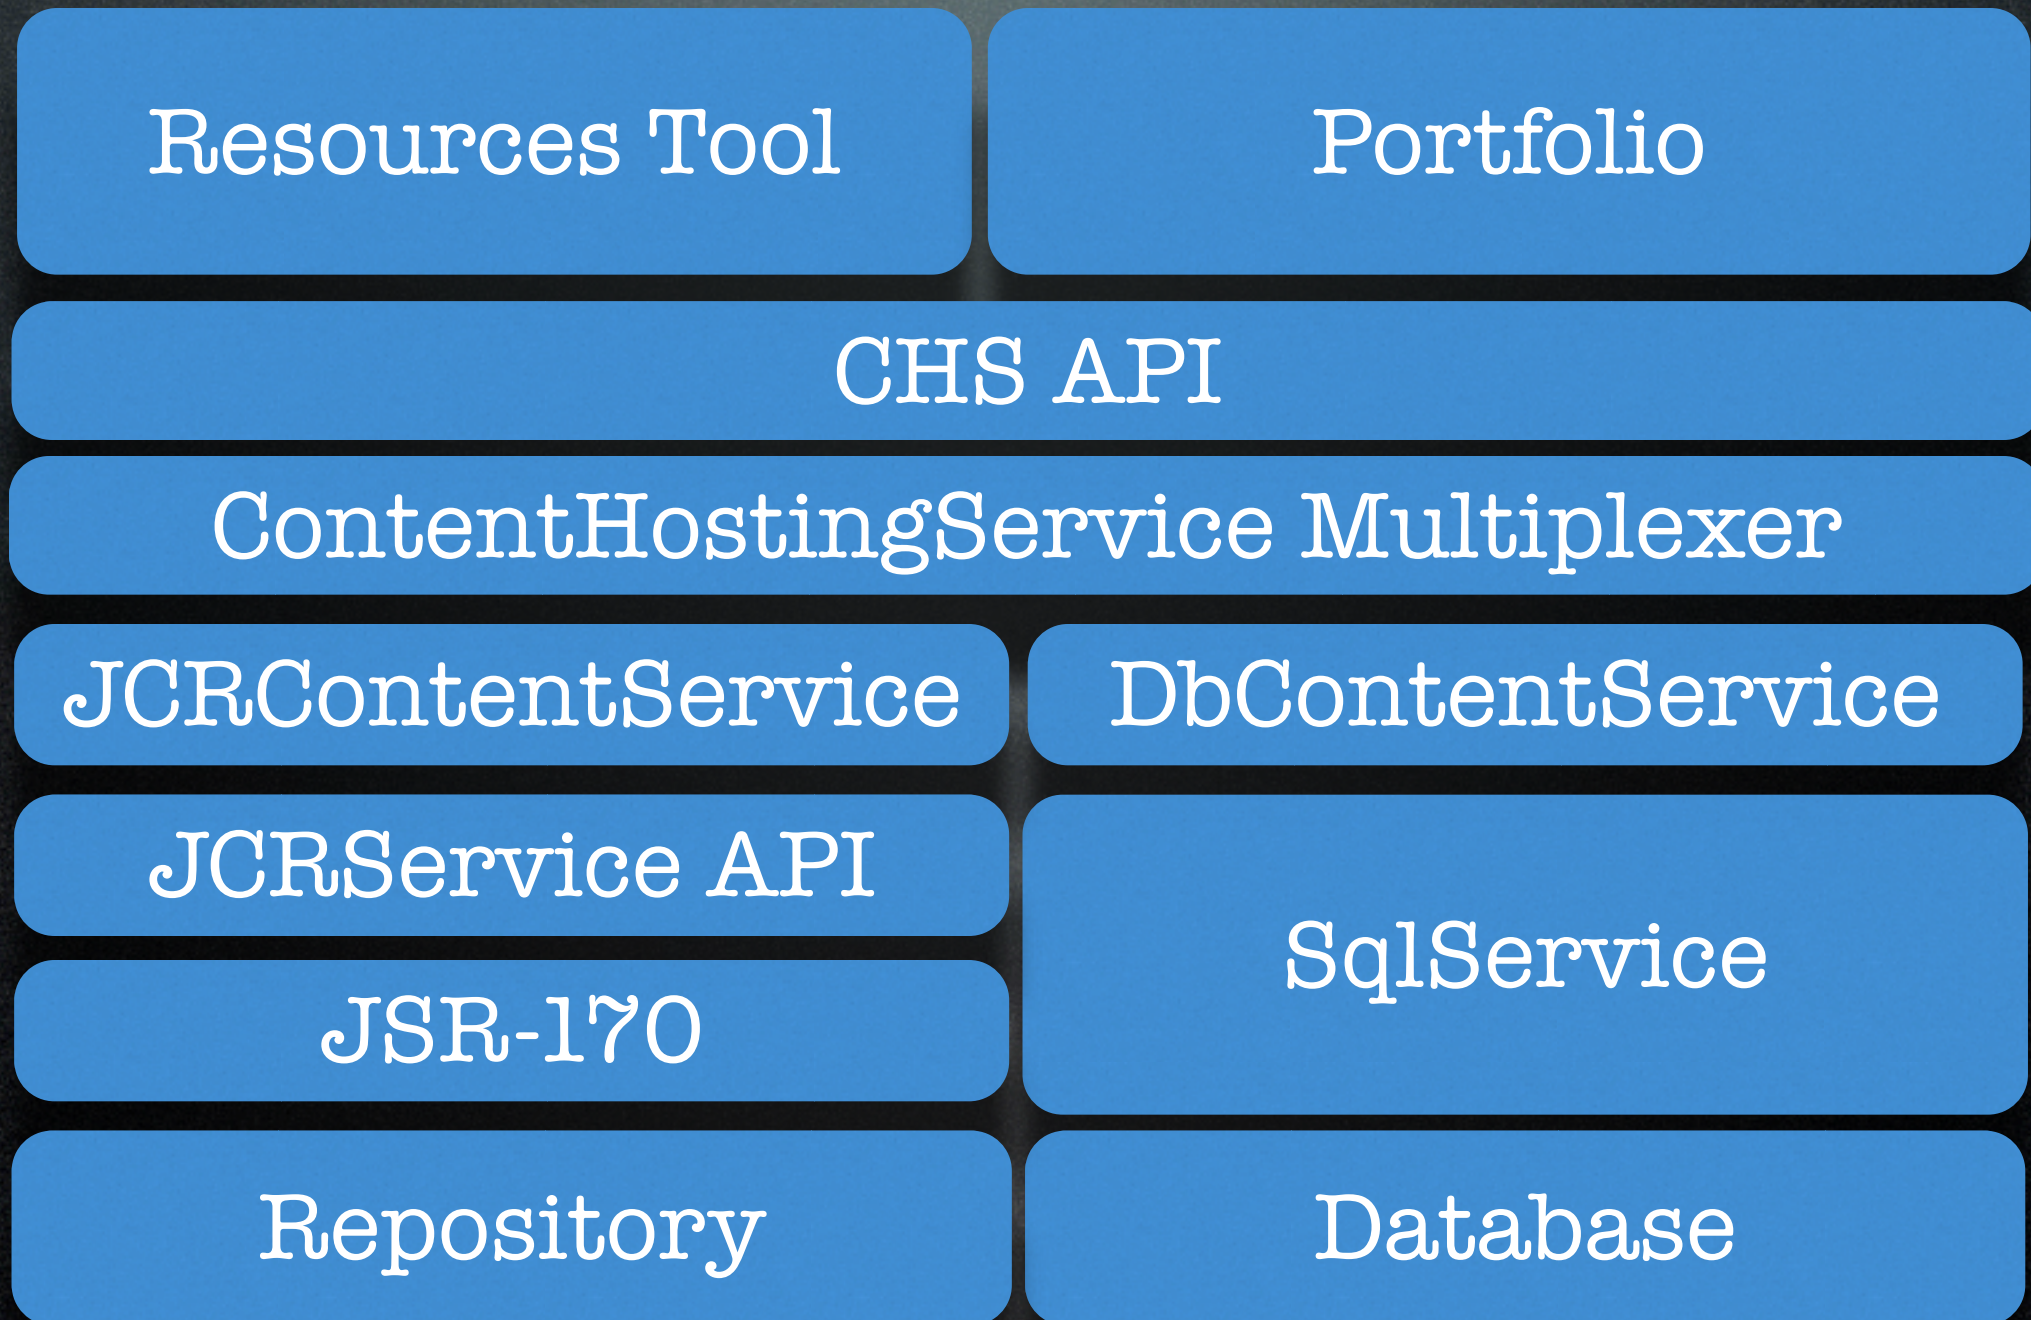 Resources Tool
Portfolio
CHS API
ContentHostingService Multiplexer
JCRContentService
DbContentService
JCRService API
SqlService
JSR-170
Repository
Database